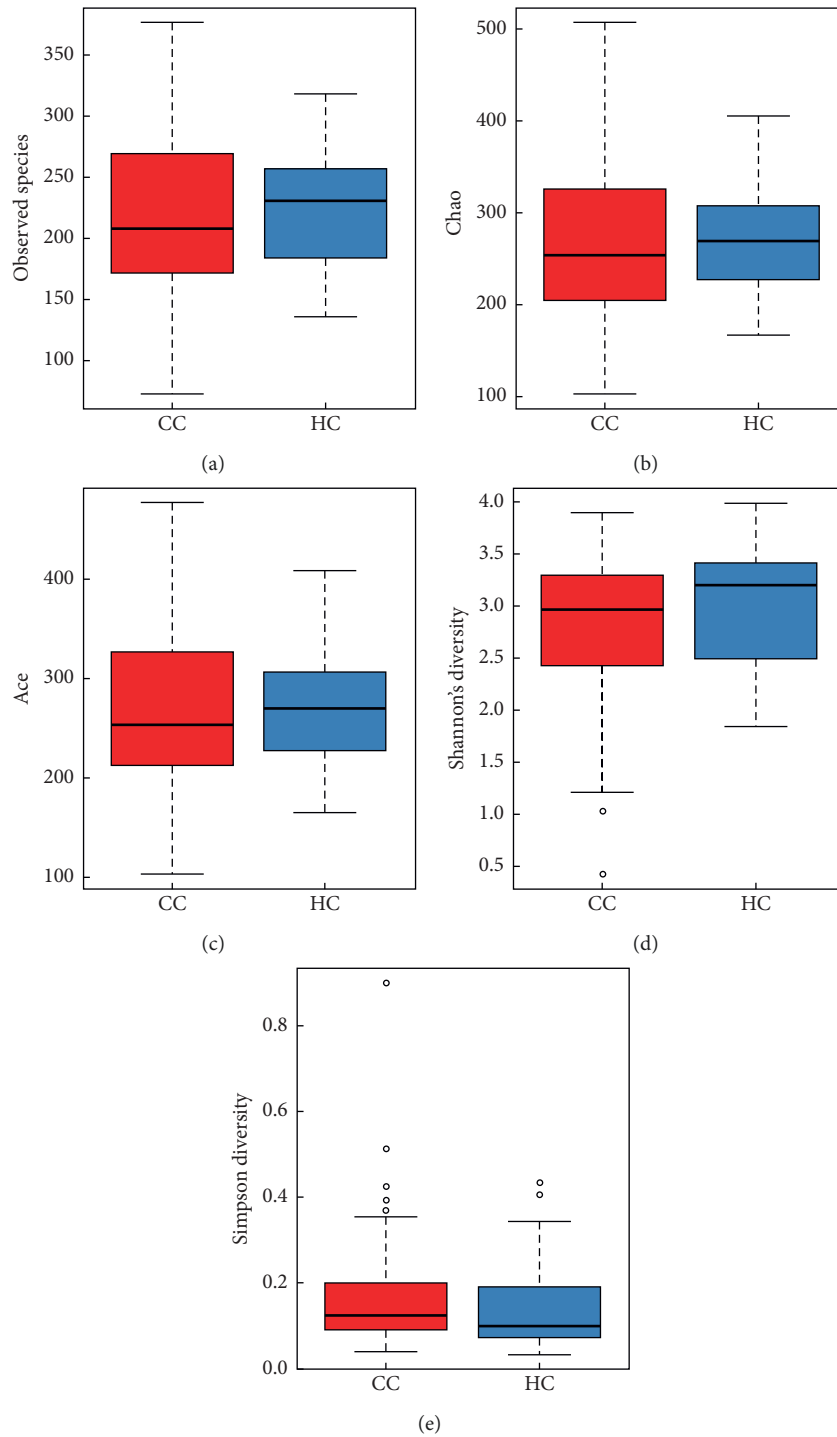 Observed species
350
300
250
200
150
100
CC
HC
(a)
Chao
500
400
300
200
100
CC
HC
(b)
Ace
400
300
200
100
CC
HC
(c)
Shannon's diversity
4.0
3.5
3.0
2.5
2.0
1.5
1.0
0.5
CC
HC
(d)
Simpson diversity
0.8
0.6
0.4
0.2
0.0
CC
HC
(e)